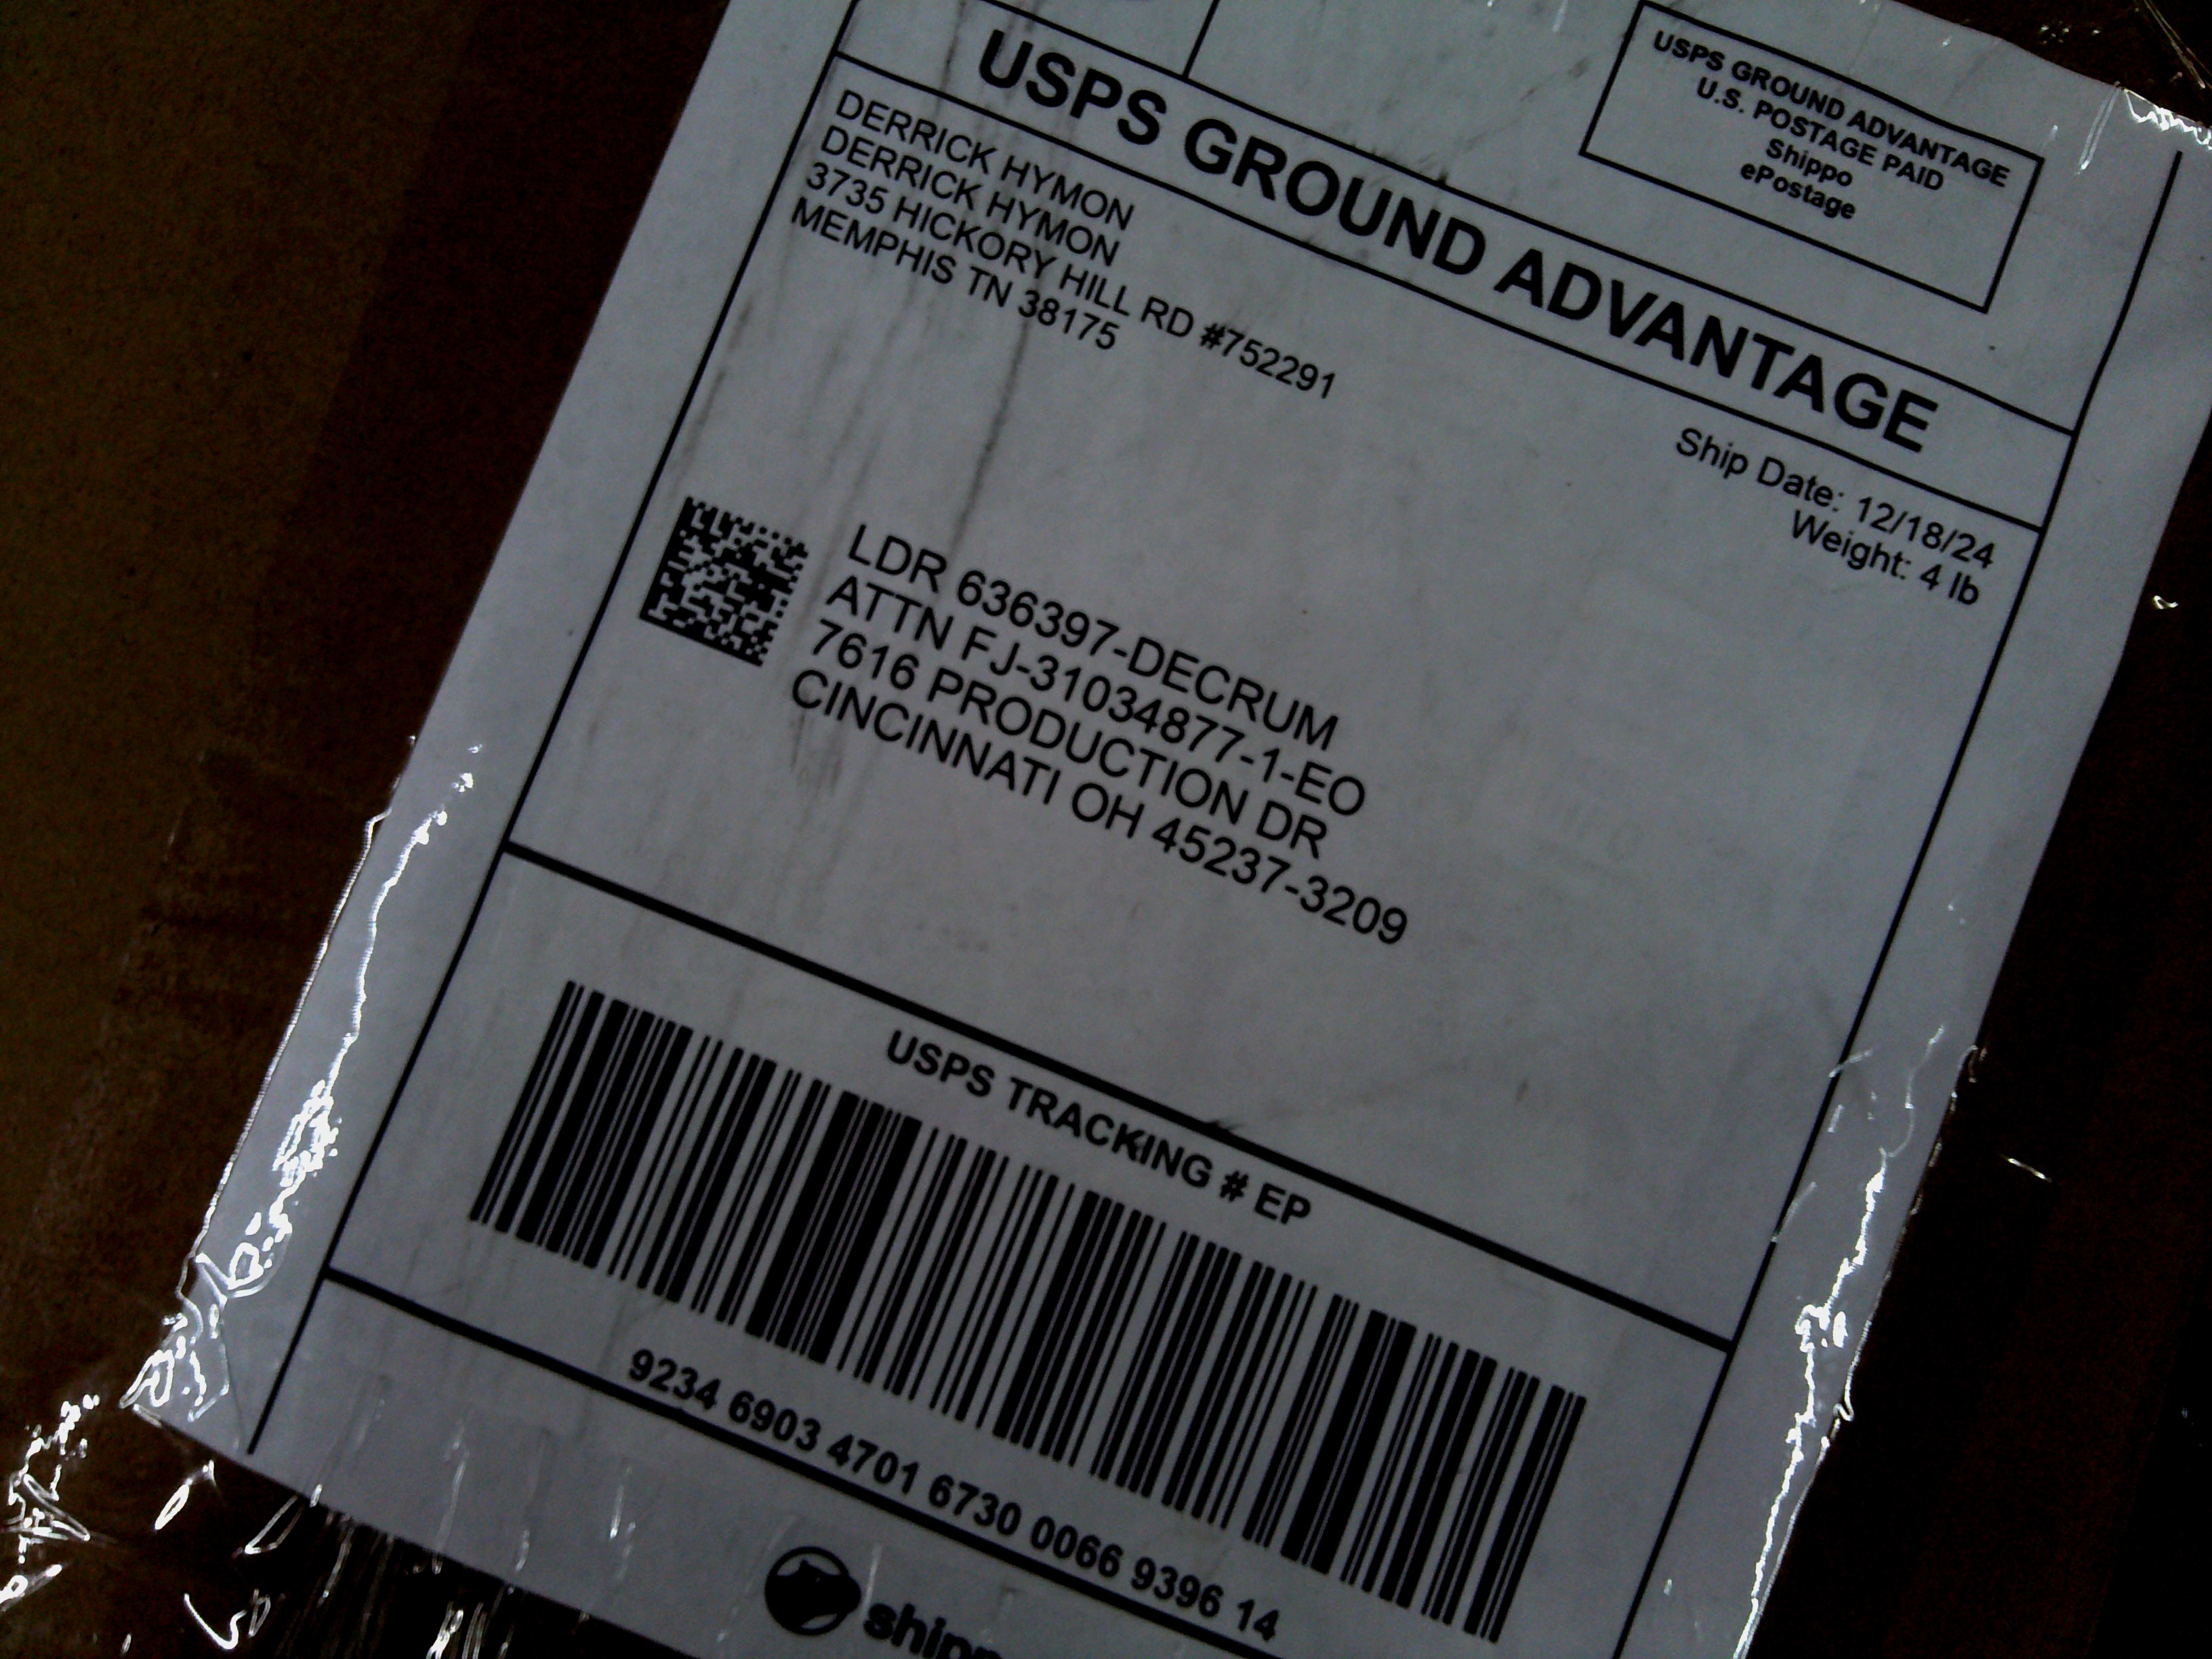 USPS GROUND ADVANTAGE
U.S. POSTAGE PAID
Shippo
ePostage
USPS GROUND ADVANTAGE
DERRICK HYMON
DERRICK HYMON
3735 HICKORY HILL RD #752291
MEMPHIS TN 38175
Ship Date: 12/18/24
Weight: 4 lb
LDR 636397-DECRUM
ATTN FJ-31034877-1-EO
7616 PRODUCTION DR
CINCINNATI OH 45237-3209
USPS TRACKING # EP
9234 6903 4701 6730 0066 9396 14